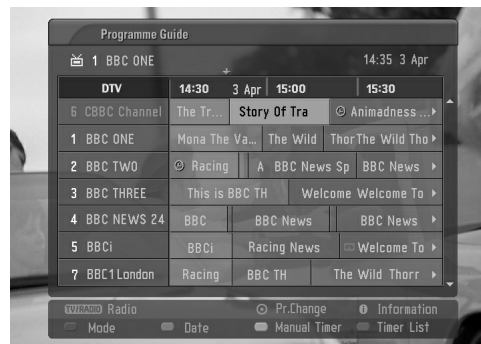 Programme Guide
1 BBC ONE 14:35 3 Apr
DTV 14:30 3 Apr 15:00 15:30
6 CBBC Channel The Tr... Story Of Tra Animadness ...
1 BBC ONE Mona The Va... The Wild Thor The Wild Tho
2 BBC TWO Racing A BBC News Sp BBC News
3 BBC THREE This is BBC TH Welcome Welcome To
4 BBC NEWS 24 BBC BBC News BBC News
5 BBCi BBCi Racing News Welcome To
7 BBC1 London Racing BBC TH The Wild Thorr
TV/RADIO Radio Pr.Change Information
Mode Date Manual Timer Timer List